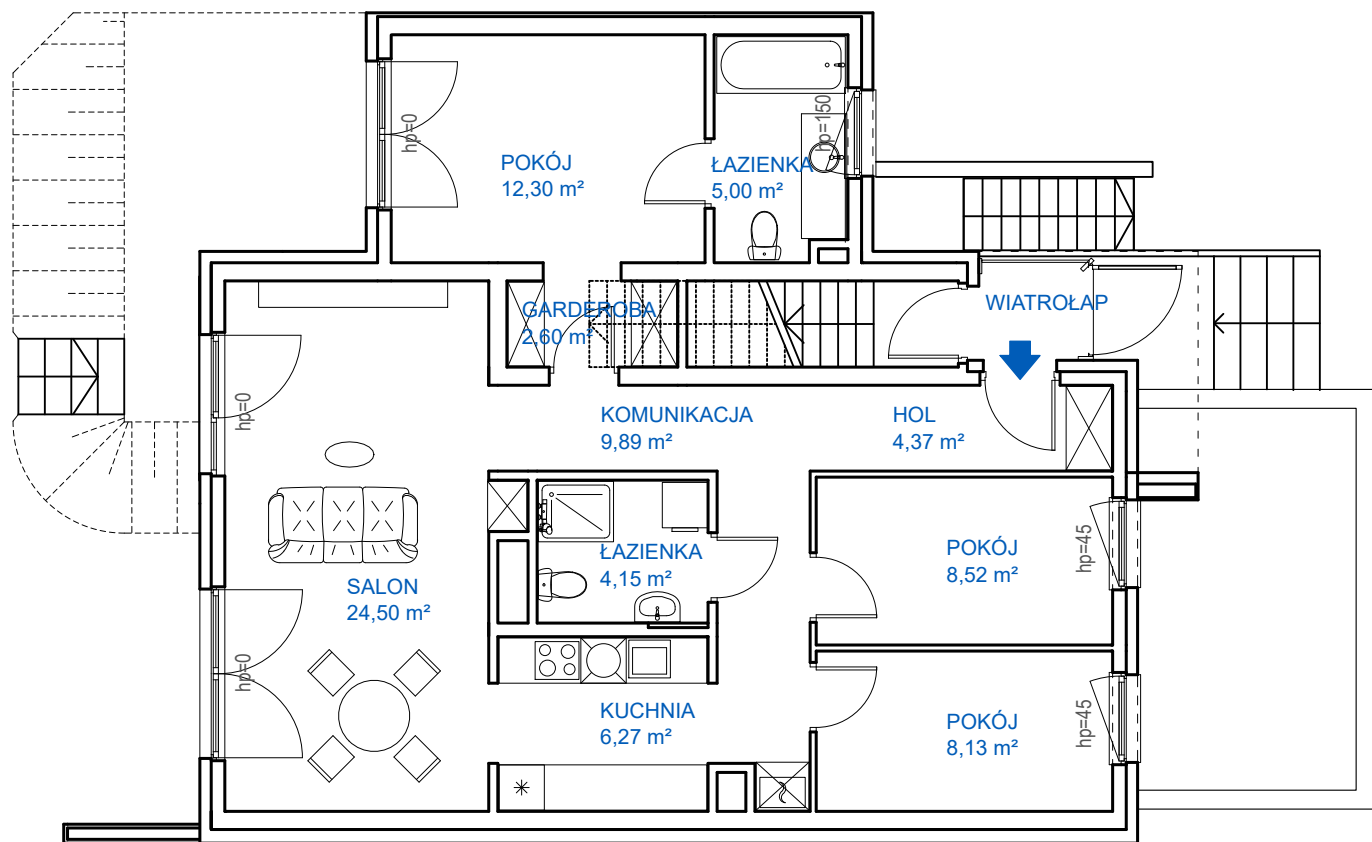 hp=0
hp=150
POKÓJ
12,30 m²
ŁAZIENKA
5,00 m²
GARDEROBA
2,60 m²
WIATROŁAP
hp=0
KOMUNIKACJA
9,89 m²
HOL
4,37 m²
ŁAZIENKA
4,15 m²
POKÓJ
8,52 m²
hp=45
SALON
24,50 m²
hp=0
KUCHNIA
6,27 m²
POKÓJ
8,13 m²
hp=45